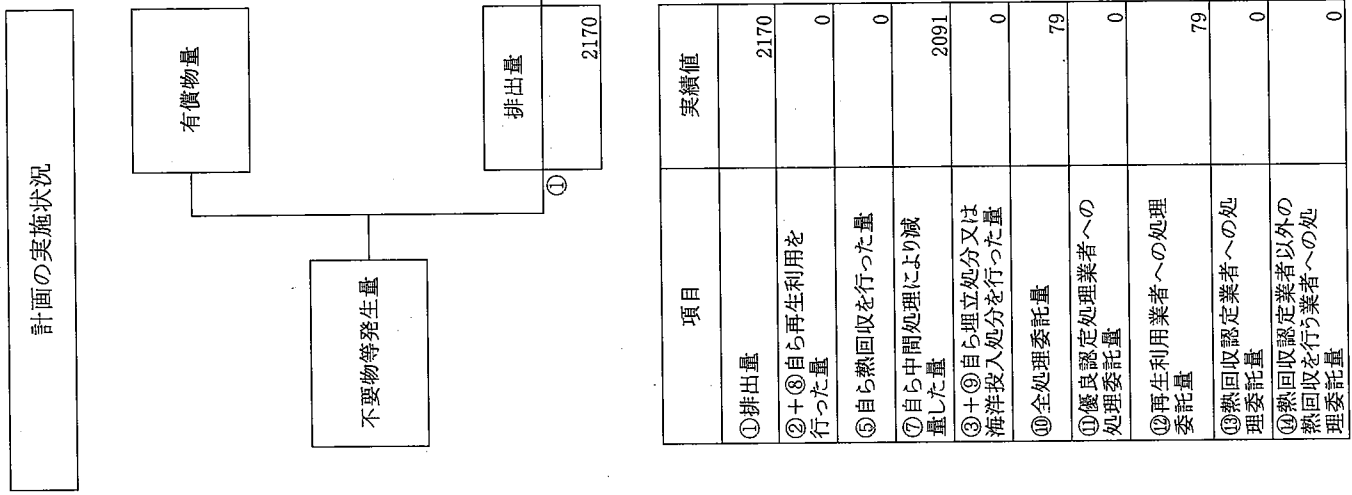 計画の実施状況
有償物量
不要物等発生量
排出量
①
2170
項目
実績値
①排出量
2170
②＋⑧自ら再生利用を
行った量
0
⑤自ら熱回収を行った量
0
⑦自ら中間処理により減
量した量
2091
③＋⑨自ら埋立処分又は
海洋投入処分を行った量
0
⑩全処理委託量
79
⑪優良認定処理業者への
処理委託量
0
⑫再生利用業者への処理
委託量
79
⑬熱回収認定業者への処
理委託量
0
⑭熱回収認定業者以外の
熱回収を行う業者への処
理委託量
0